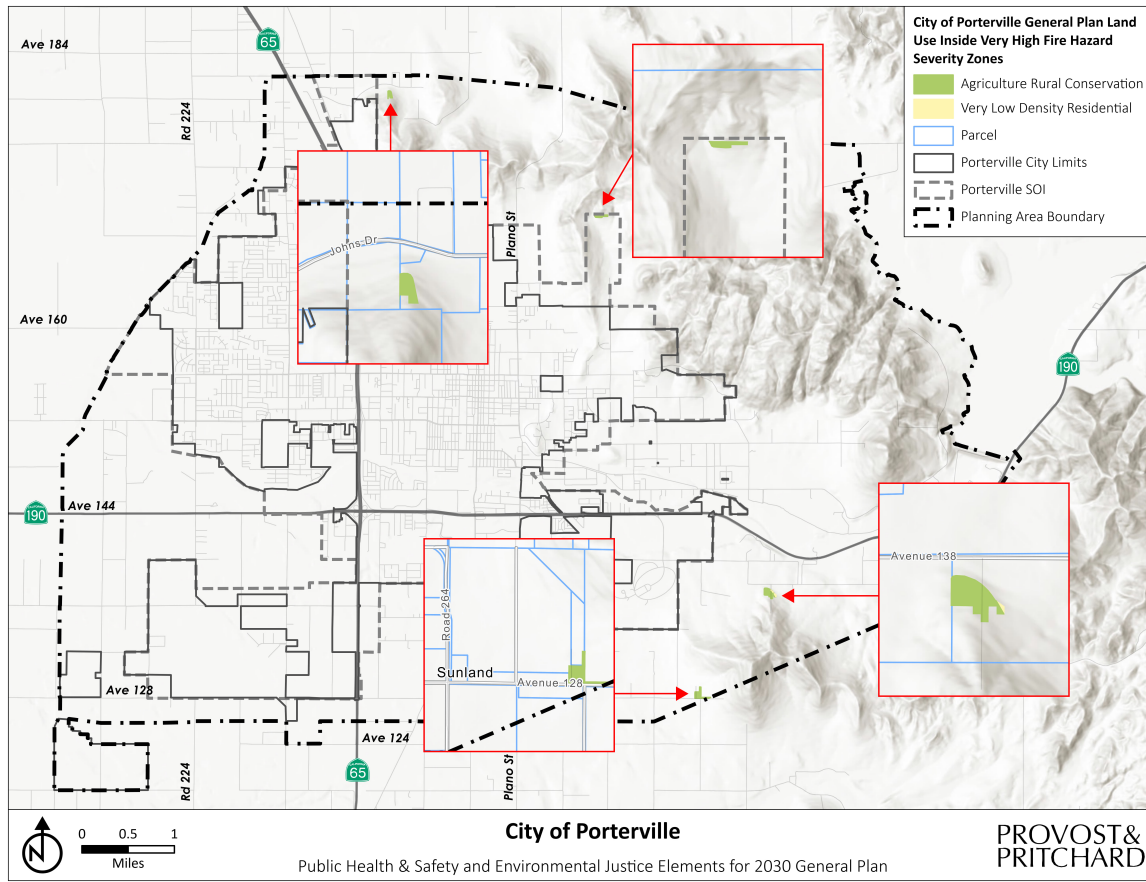 City of Porterville General Plan Land
Use Inside Very High Fire Hazard
Severity Zones
Agriculture Rural Conservation
Very Low Density Residential
Parcel
Porterville City Limits
Porterville SOI
Planning Area Boundary
Ave 184
65
Rd 224
Plano St
Johns Dr
Ave 160
190
190
Ave 144
Avenue 138
Road 264
Sunland
Avenue 128
Ave 128
Ave 124
65
Rd 224
Plano St
N
0 0.5 1
Miles
City of Porterville
Public Health & Safety and Environmental Justice Elements for 2030 General Plan
PROVOST&
PRITCHARD